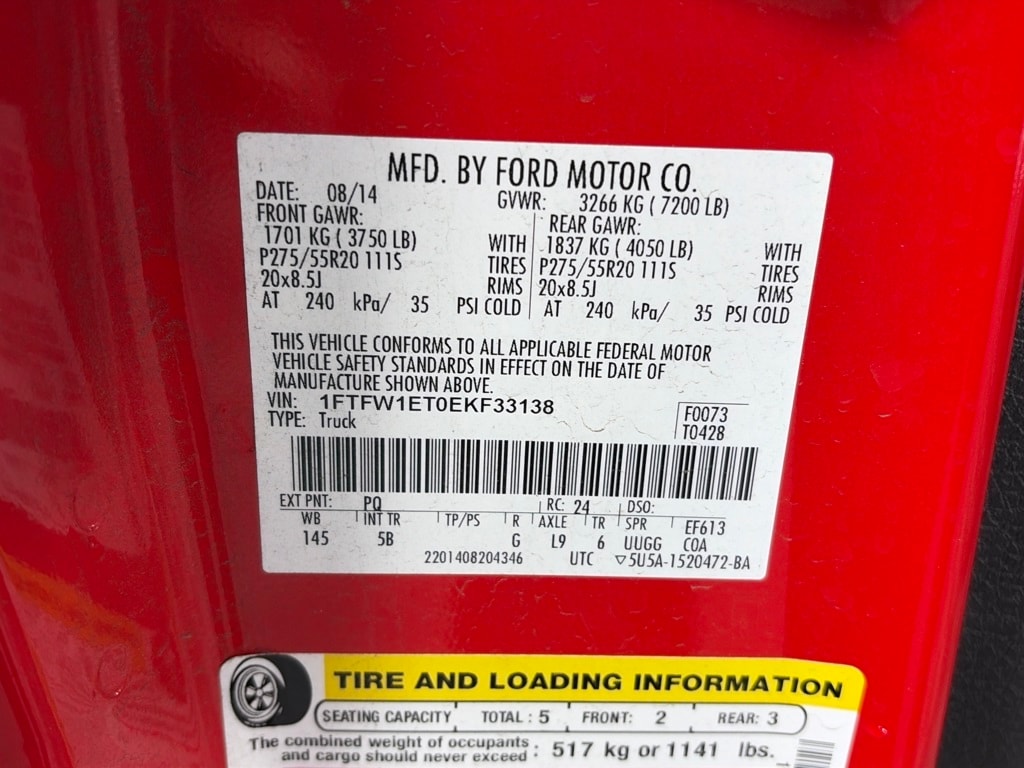 MFD. BY FORD MOTOR CO.
DATE: 08/14 GVWR: 3266 KG ( 7200 LB)
FRONT GAWR: REAR GAWR:
1701 KG ( 3750 LB) WITH 1837 KG ( 4050 LB) WITH
P275/55R20 111S TIRES P275/55R20 111S TIRES
20x8.5J RIMS 20x8.5J RIMS
AT 240 kPa/ 35 PSI COLD AT 240 kPa/ 35 PSI COLD
THIS VEHICLE CONFORMS TO ALL APPLICABLE FEDERAL MOTOR
VEHICLE SAFETY STANDARDS IN EFFECT ON THE DATE OF
MANUFACTURE SHOWN ABOVE.
VIN: 1FTFW1ET0EKF33138
TYPE: Truck
F0073
T0428
EXT PNT: PQ RC: 24 DSO:
WB INT TR TP/PS R AXLE TR SPR EF613
145 5B G L9 6 UUGG C0A
2201408204346 UTC ▽5U5A-1520472-BA
TIRE AND LOADING INFORMATION
SEATING CAPACITY TOTAL : 5 FRONT: 2 REAR: 3
The combined weight of occupants
and cargo should never exceed : 517 kg or 1141 lbs.